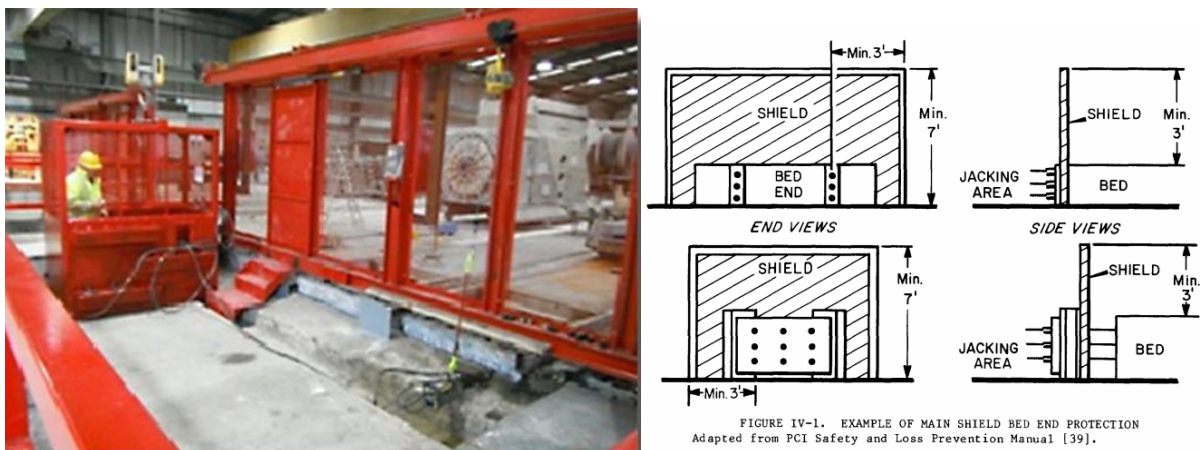 Min. 3'
SHIELD
Min.
7'
BED
END
SHIELD
Min.
3'
JACKING
AREA
BED
END VIEWS
SIDE VIEWS
SHIELD
Min.
7'
Min. 3'
SHIELD
Min.
3'
JACKING
AREA
BED
FIGURE IV-1. EXAMPLE OF MAIN SHIELD BED END PROTECTION
Adapted from PCI Safety and Loss Prevention Manual [39].